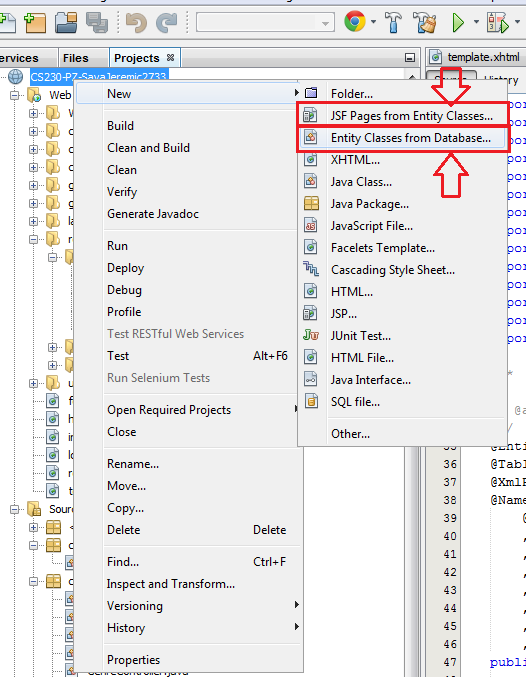 ervices
Files
Projects
template.xhtml
Source
History
CS230-PZ-SavaJeremic2733
Web
New
Build
Clean and Build
Clean
Verify
Generate Javadoc
Run
Deploy
Debug
Profile
Test RESTful Web Services
Test Alt+F6
Run Selenium Tests
Open Required Projects
Close
Rename...
Move...
Copy...
Delete Delete
Find... Ctrl+F
Inspect and Transform...
Versioning
History
Properties
Folder...
JSF Pages from Entity Classes...
Entity Classes from Database...
XHTML...
Java Class...
Java Package...
JavaScript File...
Facelets Template...
Cascading Style Sheet...
HTML...
JSP...
JUnit Test...
HTML File...
Java Interface...
SQL file...
Other...
Sourc
GenreController.java
*
@a
/
35 @Enti
36 @Tabl
37 @XmlR
38 @Name
39 @
40 ,
41 ,
42 ,
43 ,
44 ,
45 ,
46 ,
47 publi